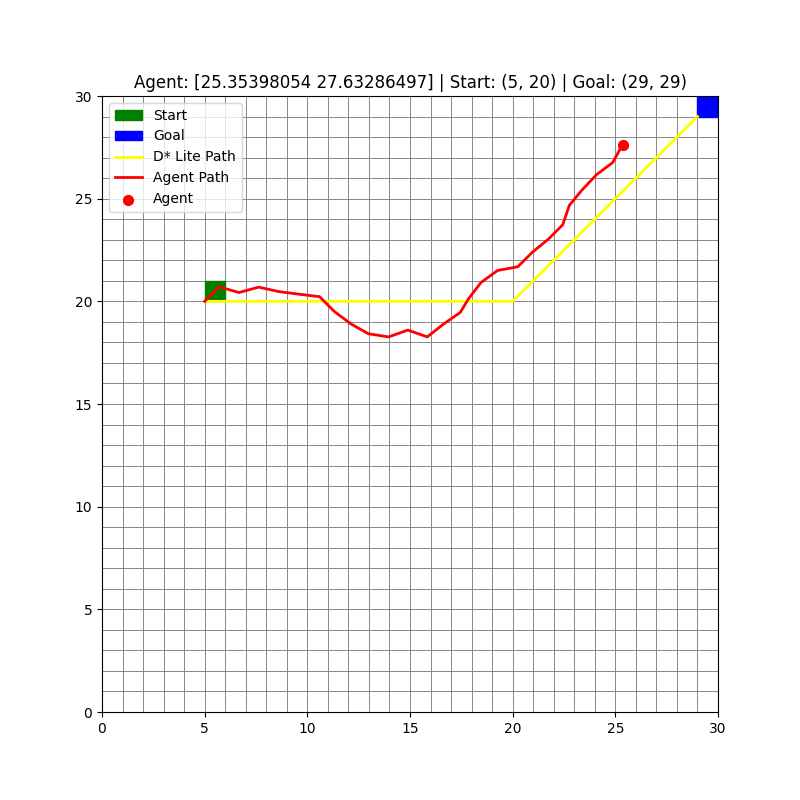 Agent: [25.35398054 27.63286497] | Start: (5, 20) | Goal: (29, 29)
Start
Goal
D* Lite Path
Agent Path
Agent
30
25
20
15
10
5
0
0 5 10 15 20 25 30